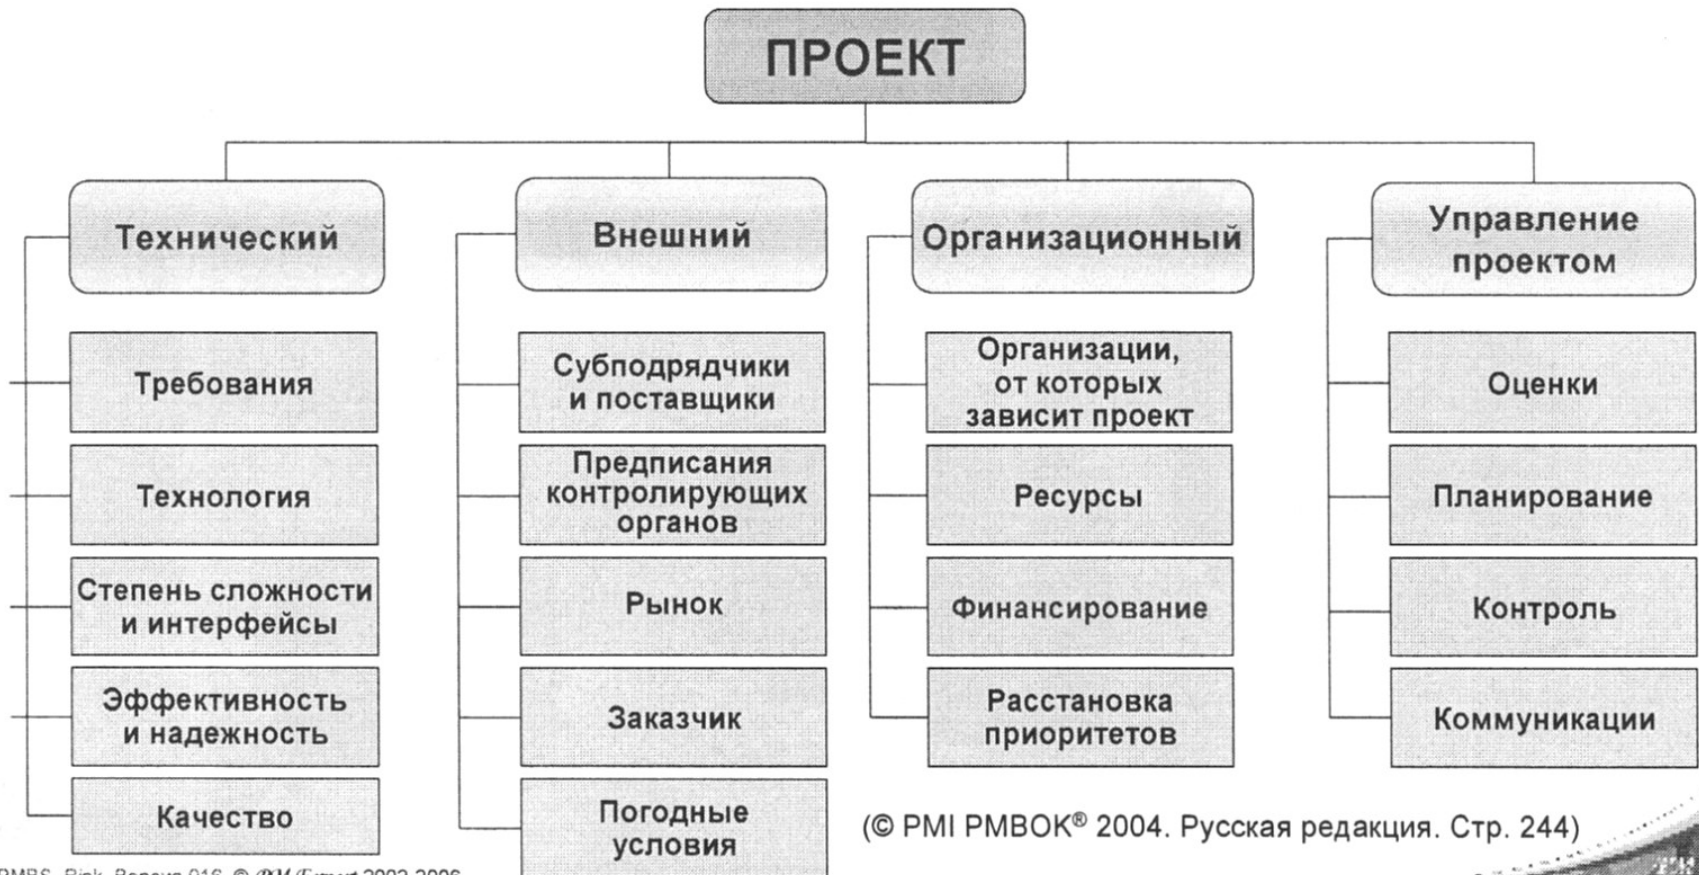 ПРОЕКТ
Технический
Требования
Технология
Степень сложности
и интерфейсы
Эффективность
и надежность
Качество
Внешний
Субподрядчики
и поставщики
Предписания
контролирующих
органов
Рынок
Заказчик
Погодные
условия
Организационный
Организации,
от которых
зависит проект
Ресурсы
Финансирование
Расстановка
приоритетов
Управление
проектом
Оценки
Планирование
Контроль
Коммуникации
(© PMI PMBOK® 2004. Русская редакция. Стр. 244)